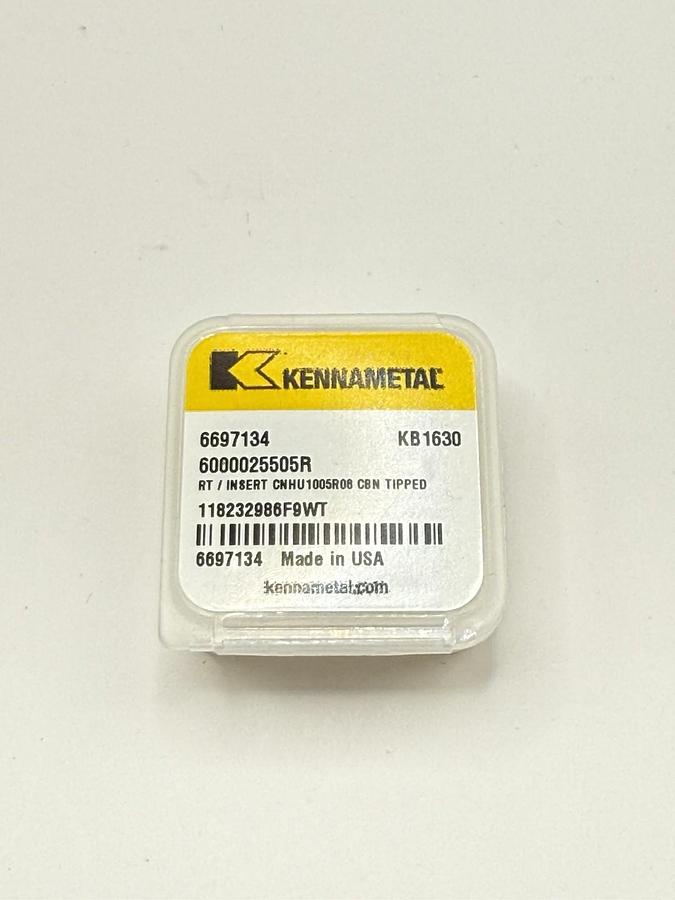 KENNAMETAL
6697134 KB1630
6000025505R
RT / INSERT CNHU1005R08 CBN TIPPED
118232986F9WT
6697134 Made in USA
kennametal.com